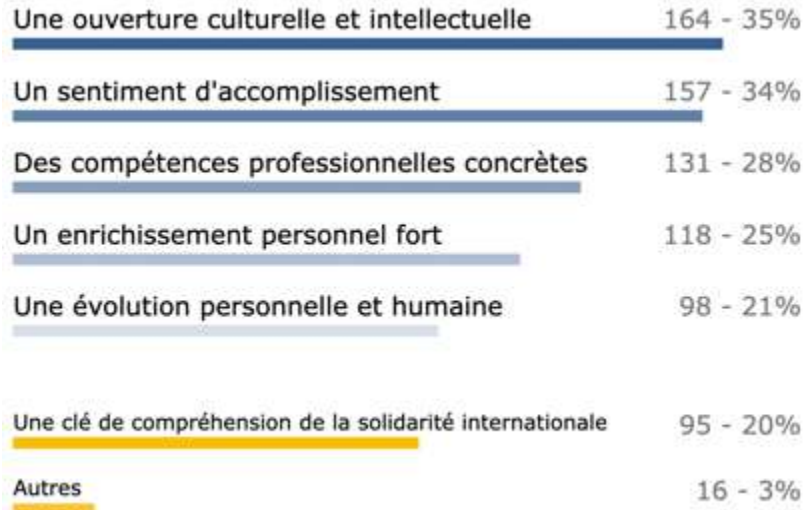 Une ouverture culturelle et intellectuelle 164 - 35%
Un sentiment d'accomplissement 157 - 34%
Des compétences professionnelles concrètes 131 - 28%
Un enrichissement personnel fort 118 - 25%
Une évolution personnelle et humaine 98 - 21%
Une clé de compréhension de la solidarité internationale 95 - 20%
Autres 16 - 3%